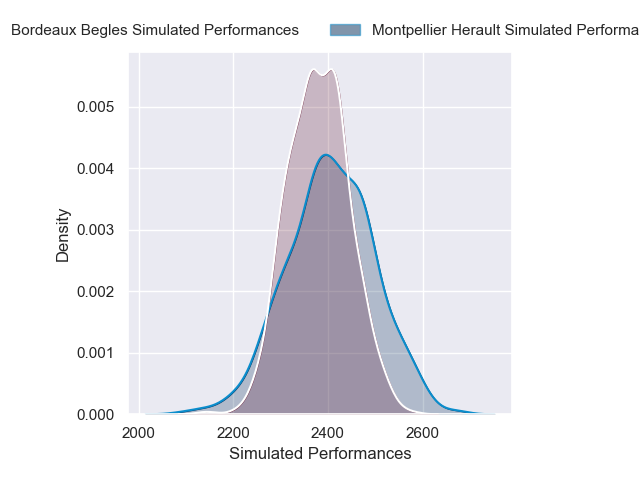 Bordeaux Begles Simulated Performances Montpellier Herault Simulated Performa
0.005
0.004
0.003
0.002
0.001
0.000
Density
2000 2200 2400 2600
Simulated Performances